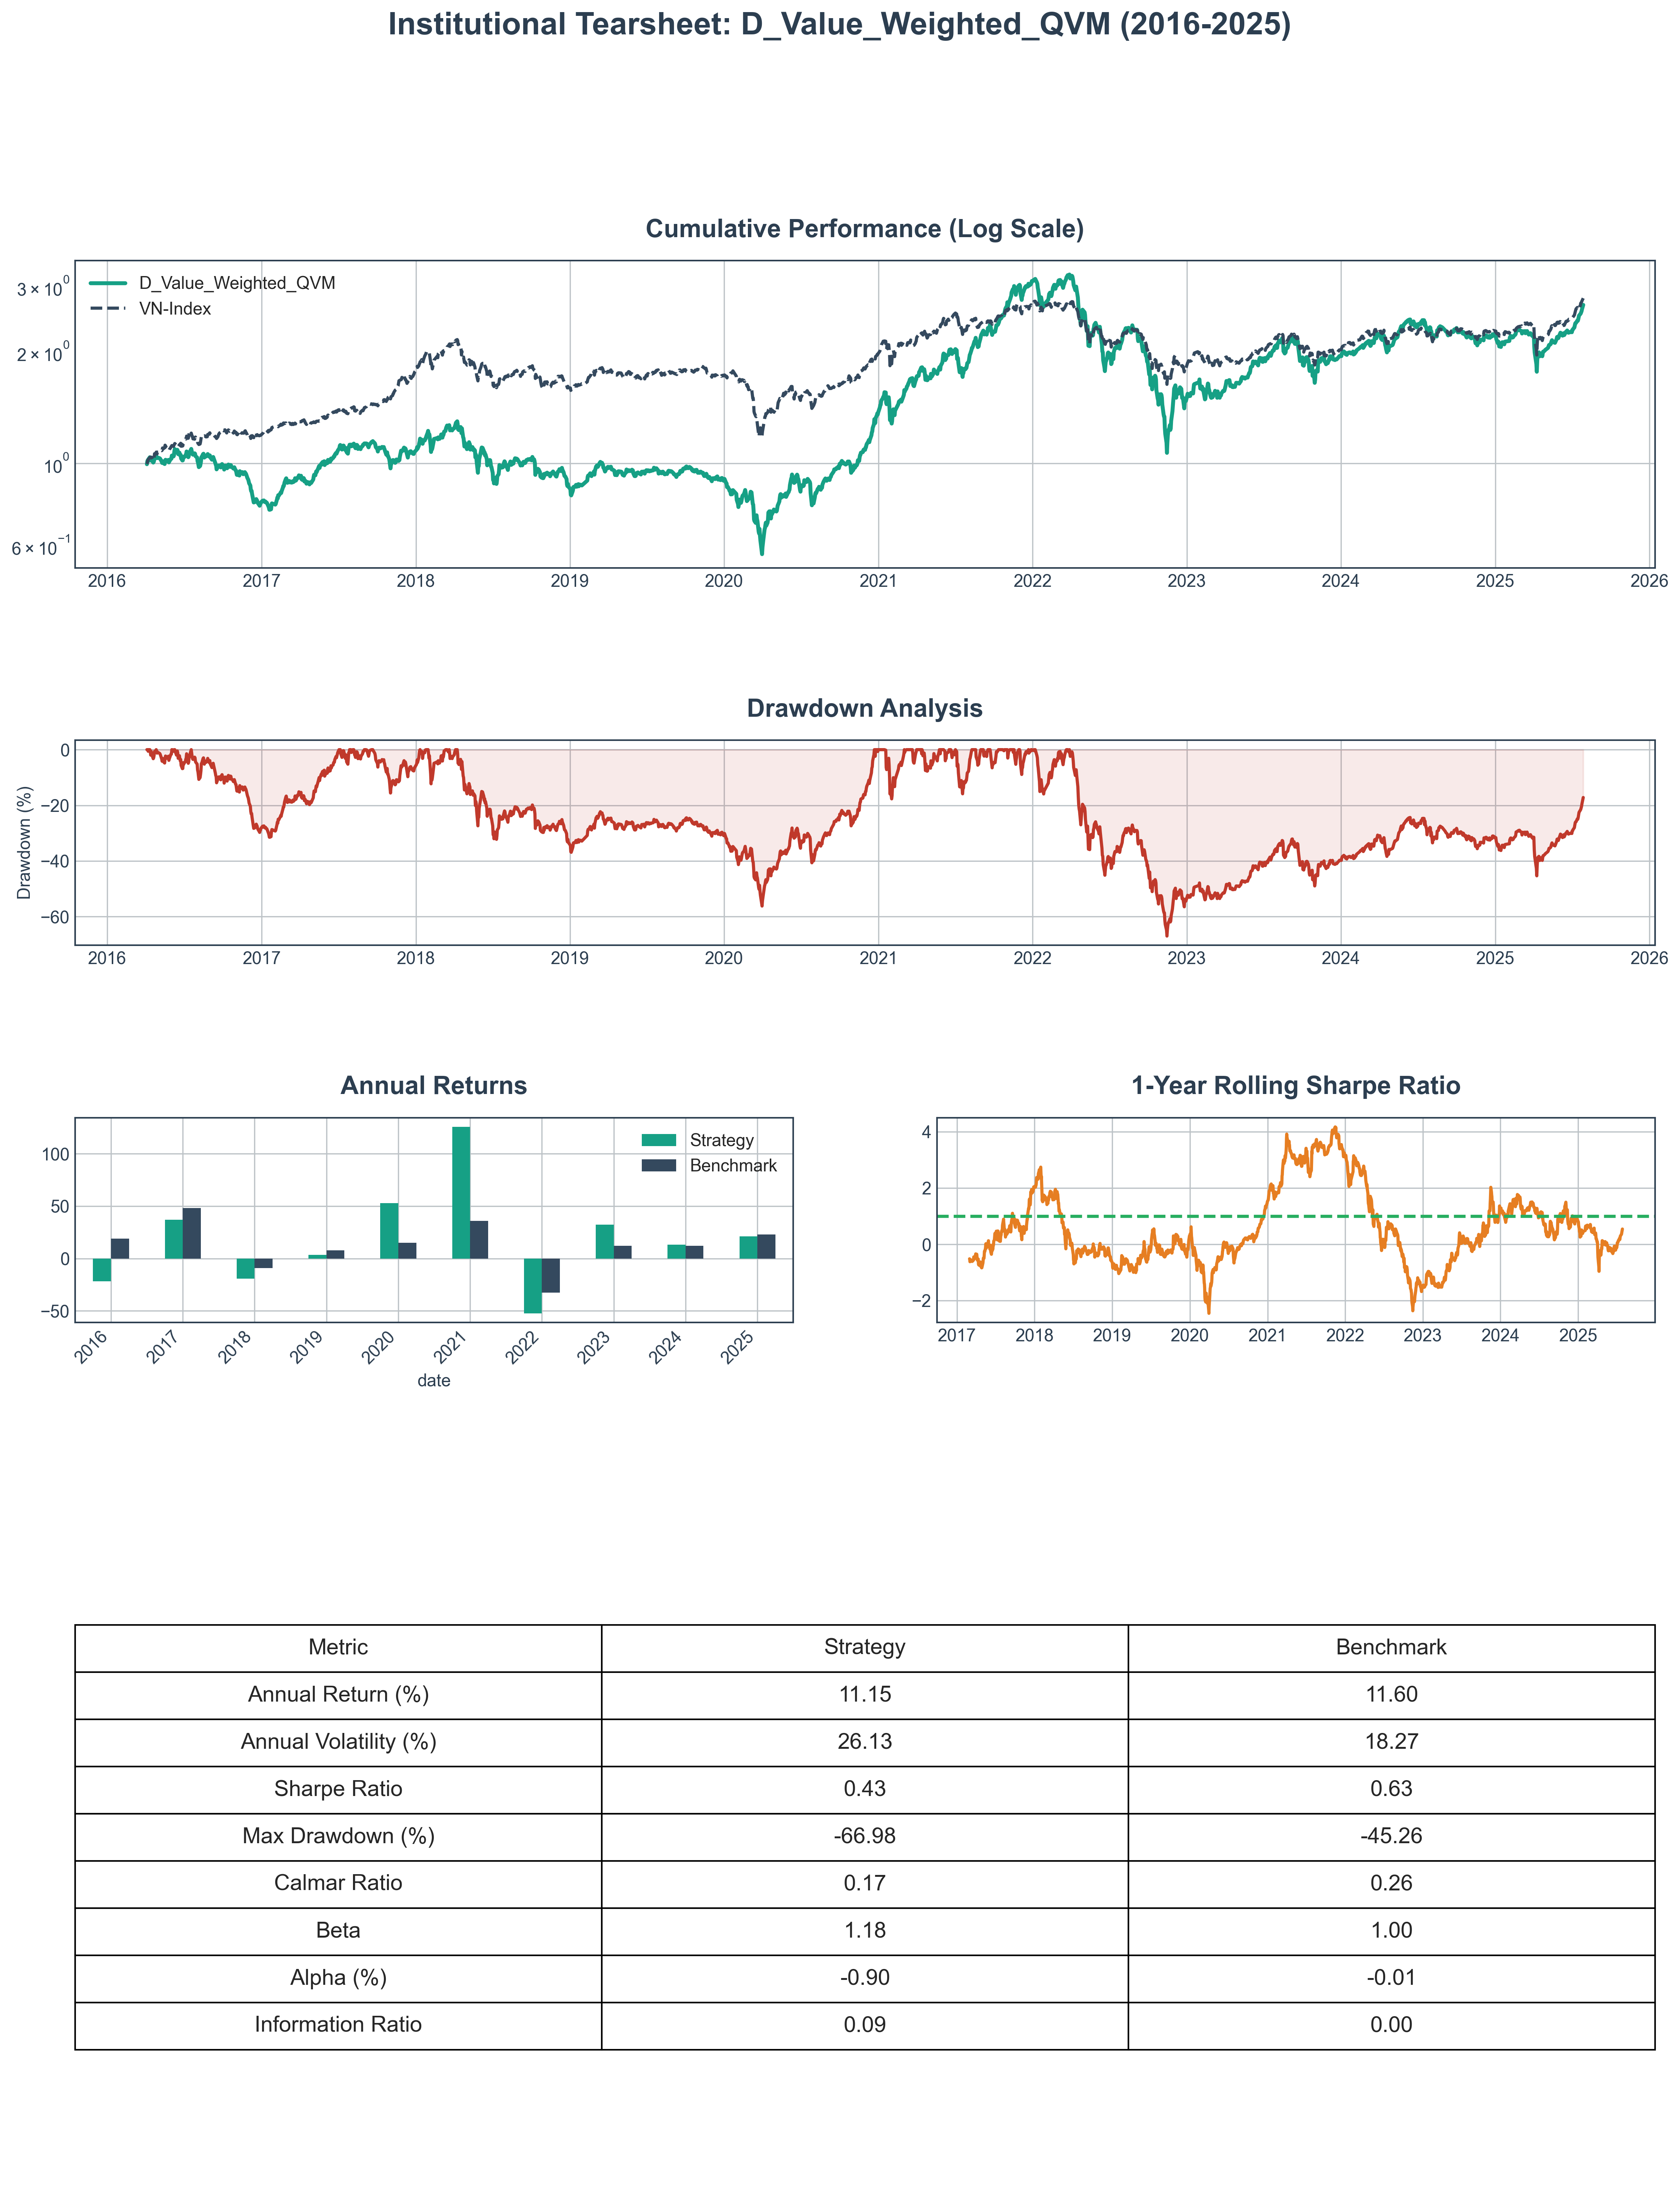 Institutional Tearsheet: D_Value_Weighted_QVM (2016-2025)
Cumulative Performance (Log Scale)
D_Value_Weighted_QVM
VN-Index
3 × 10⁰
2 × 10⁰
10⁰
6 × 10⁻¹
2016 2017 2018 2019 2020 2021 2022 2023 2024 2025 2026
Drawdown Analysis
Drawdown (%)
0
−20
−40
−60
2016 2017 2018 2019 2020 2021 2022 2023 2024 2025 2026
Annual Returns
Strategy
Benchmark
100
50
0
−50
2016 2017 2018 2019 2020 2021 2022 2023 2024 2025
date
1-Year Rolling Sharpe Ratio
4
2
0
−2
2017 2018 2019 2020 2021 2022 2023 2024 2025
Metric Strategy Benchmark
Annual Return (%) 11.15 11.60
Annual Volatility (%) 26.13 18.27
Sharpe Ratio 0.43 0.63
Max Drawdown (%) -66.98 -45.26
Calmar Ratio 0.17 0.26
Beta 1.18 1.00
Alpha (%) -0.90 -0.01
Information Ratio 0.09 0.00